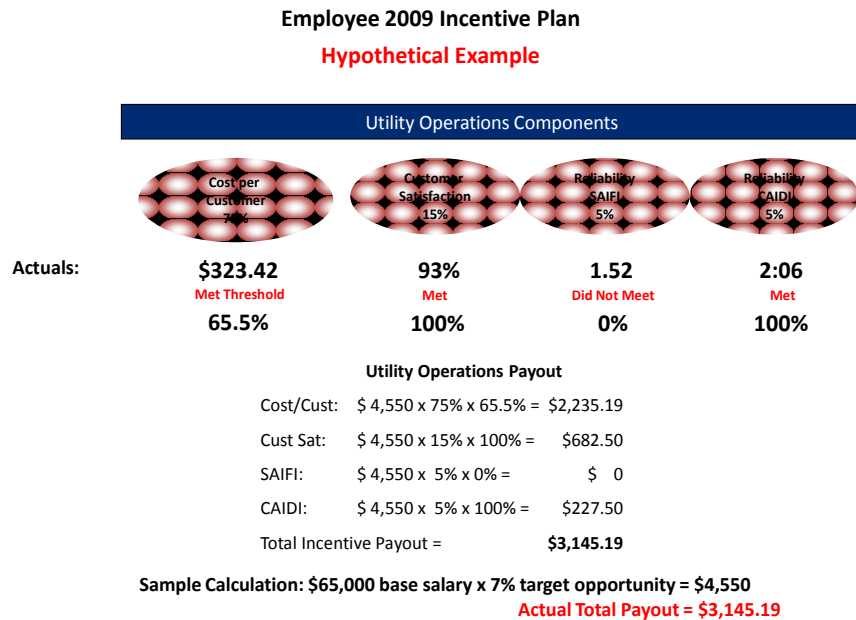 Employee 2009 Incentive Plan
Hypothetical Example
Utility Operations Components
Cost per
Customer
Customer
Satisfaction
15%
Reliability
SAIFI
5%
Reliability
CAIDI
5%
Actuals:
$323.42
93%
1.52
2:06
Met Threshold
Met
Did Not Meet
Met
65.5%
100%
0%
100%
Utility Operations Payout
Cost/Cust: $ 4,550 x 75% x 65.5% = $2,235.19
Cust Sat: $ 4,550 x 15% x 100% = $682.50
SAIFI: $ 4,550 x 5% x 0% = $ 0
CAIDI: $ 4,550 x 5% x 100% = $227.50
Total Incentive Payout = $3,145.19
Sample Calculation: $65,000 base salary x 7% target opportunity = $4,550
Actual Total Payout = $3,145.19